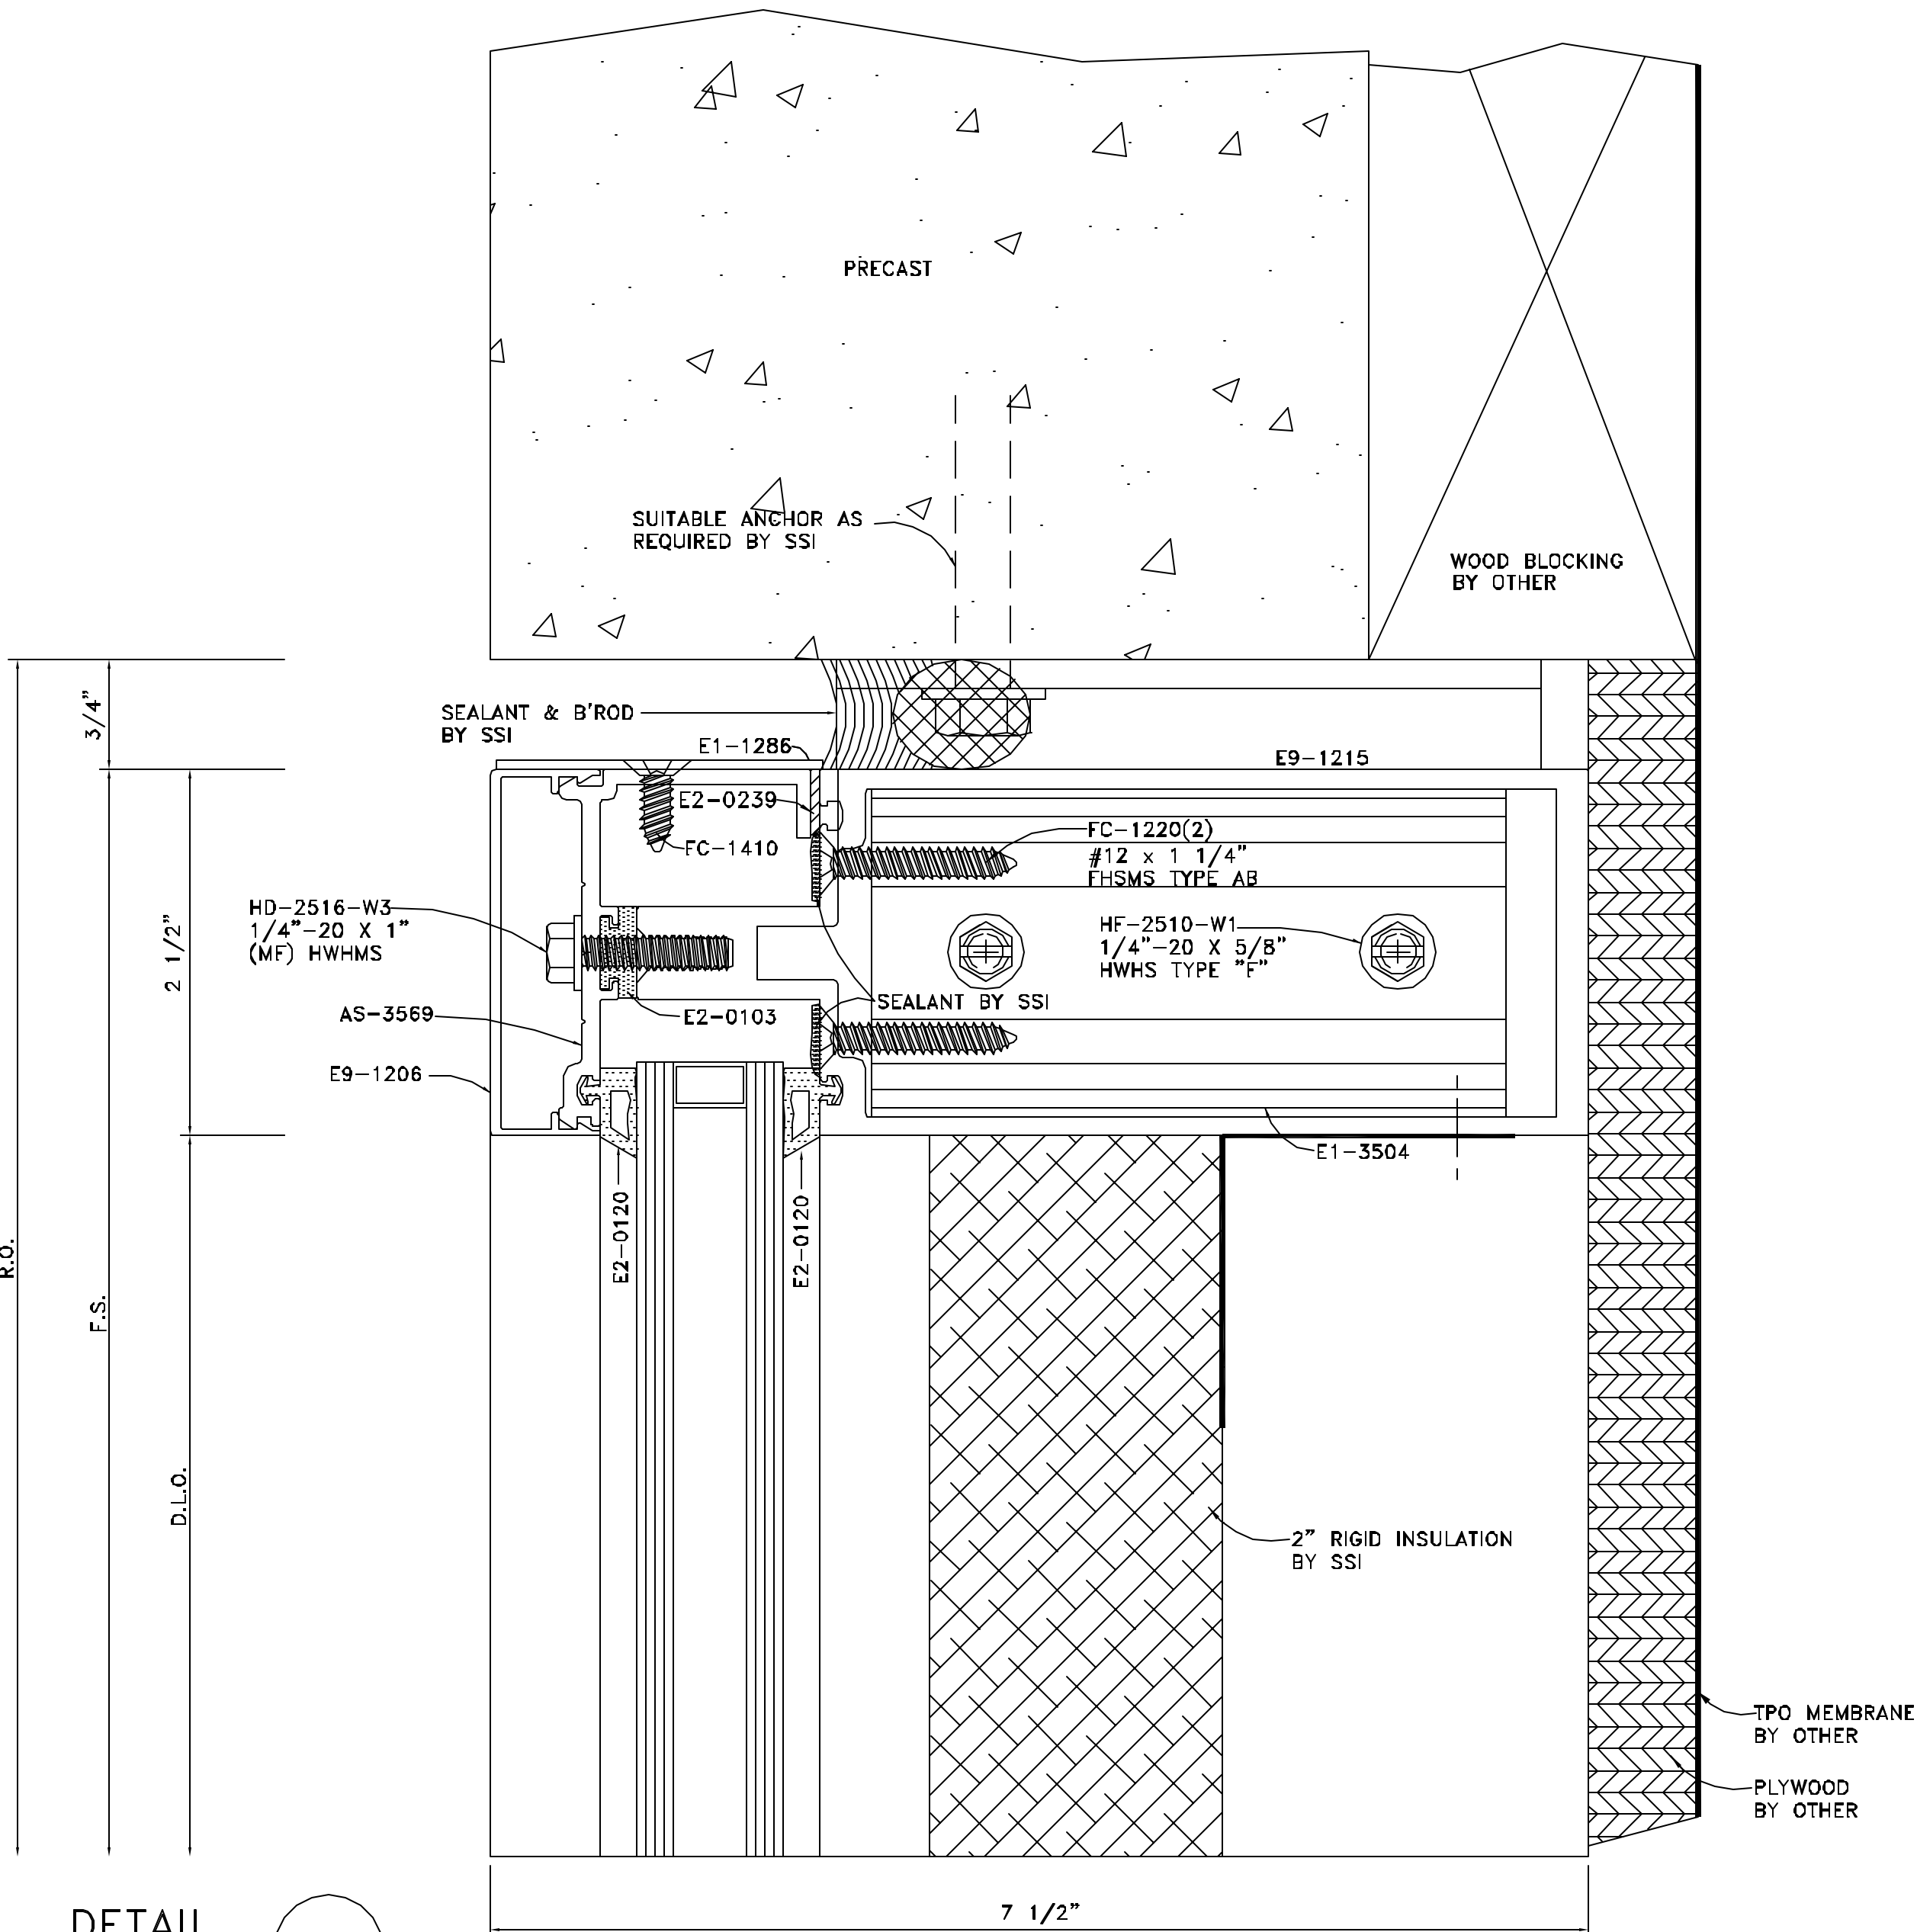 PRECAST
SUITABLE ANCHOR AS
REQUIRED BY SSI
WOOD BLOCKING
BY OTHER
3/4"
SEALANT & B'ROD
BY SSI
E1-1286
E9-1215
E2-0239
FC-1410
FC-1220(2)
#12 x 1 1/4"
FHSMS TYPE AB
2 1/2"
HD-2516-W3
1/4"-20 X 1"
(MF) HWHMS
HF-2510-W1
1/4"-20 X 5/8"
HWHS TYPE "F"
SEALANT BY SSI
AS-3569
E2-0103
E9-1206
E1-3504
E2-0120
E2-0120
R.O.
F.S.
D.L.O.
2" RIGID INSULATION
BY SSI
TPO MEMBRANE
BY OTHER
PLYWOOD
BY OTHER
DETAIL
7 1/2"